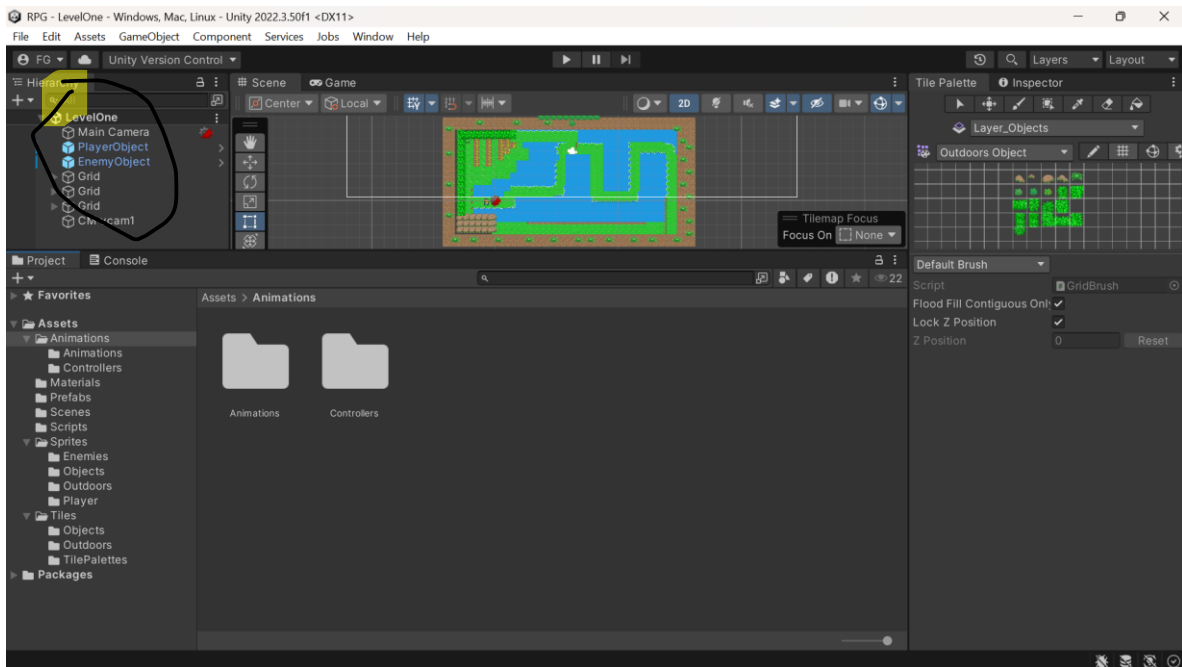 RPG - LevelOne - Windows, Mac, Linux - Unity 2022.3.50f1 <DX11>
File Edit Assets GameObject Component Services Jobs Window Help
FG Unity Version Control Layers Layout
Hierarchy Scene Game Tile Palette Inspector
Center Local 2D
LevelOne
Main Camera
PlayerObject
EnemyObject
Grid
Grid
Grid
Layer_Objects
Outdoors Object
Tilemap Focus
Focus On None
Project Console
22
Default Brush
Script GridBrush
Flood Fill Contiguous Onl
Lock Z Position
Z Position 0 Reset
Favorites
Assets
Animations
Animations
Controllers
Materials
Prefabs
Scenes
Scripts
Sprites
Enemies
Objects
Outdoors
Player
Tiles
Objects
Outdoors
TilePalettes
Packages
Assets > Animations
Animations Controllers